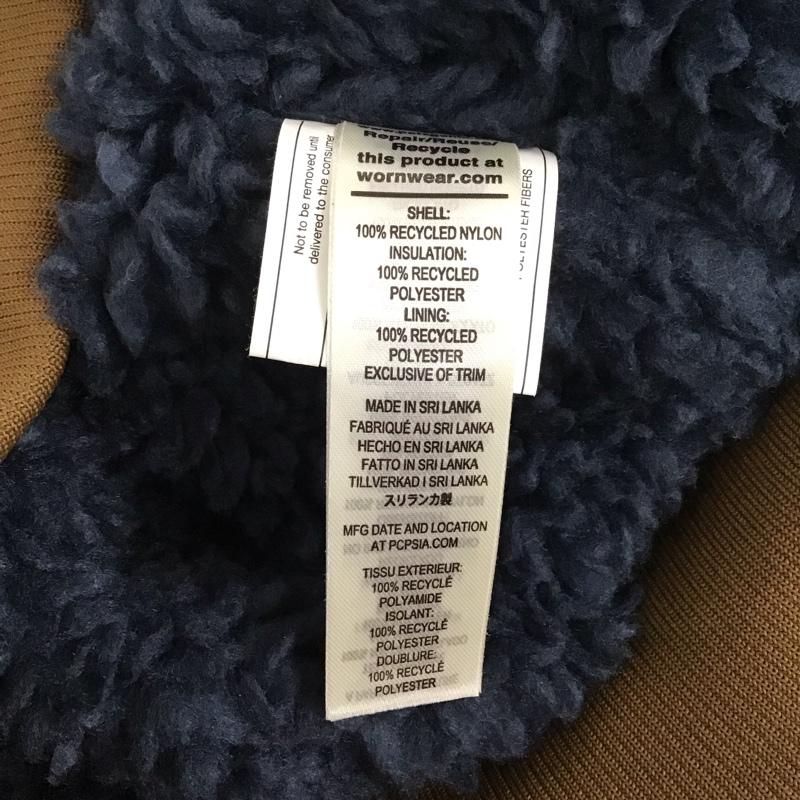 Not to be removed until
delivered to the consumer
Repair/Reuse/
Recycle
this product at
wornwear.com
SHELL:
100% RECYCLED NYLON
INSULATION:
100% RECYCLED
POLYESTER
LINING:
100% RECYCLED
POLYESTER
EXCLUSIVE OF TRIM
MADE IN SRI LANKA
FABRIQUÉ AU SRI LANKA
HECHO EN SRI LANKA
FATTO IN SRI LANKA
TILLVERKAD I SRI LANKA
スリランカ製
MFG DATE AND LOCATION
AT PCPSIA.COM
TISSU EXTERIEUR:
100% RECYCLÉ
POLYAMIDE
ISOLANT:
100% RECYCLÉ
POLYESTER
DOUBLURE:
100% RECYCLÉ
POLYESTER
POLYESTER FIBERS